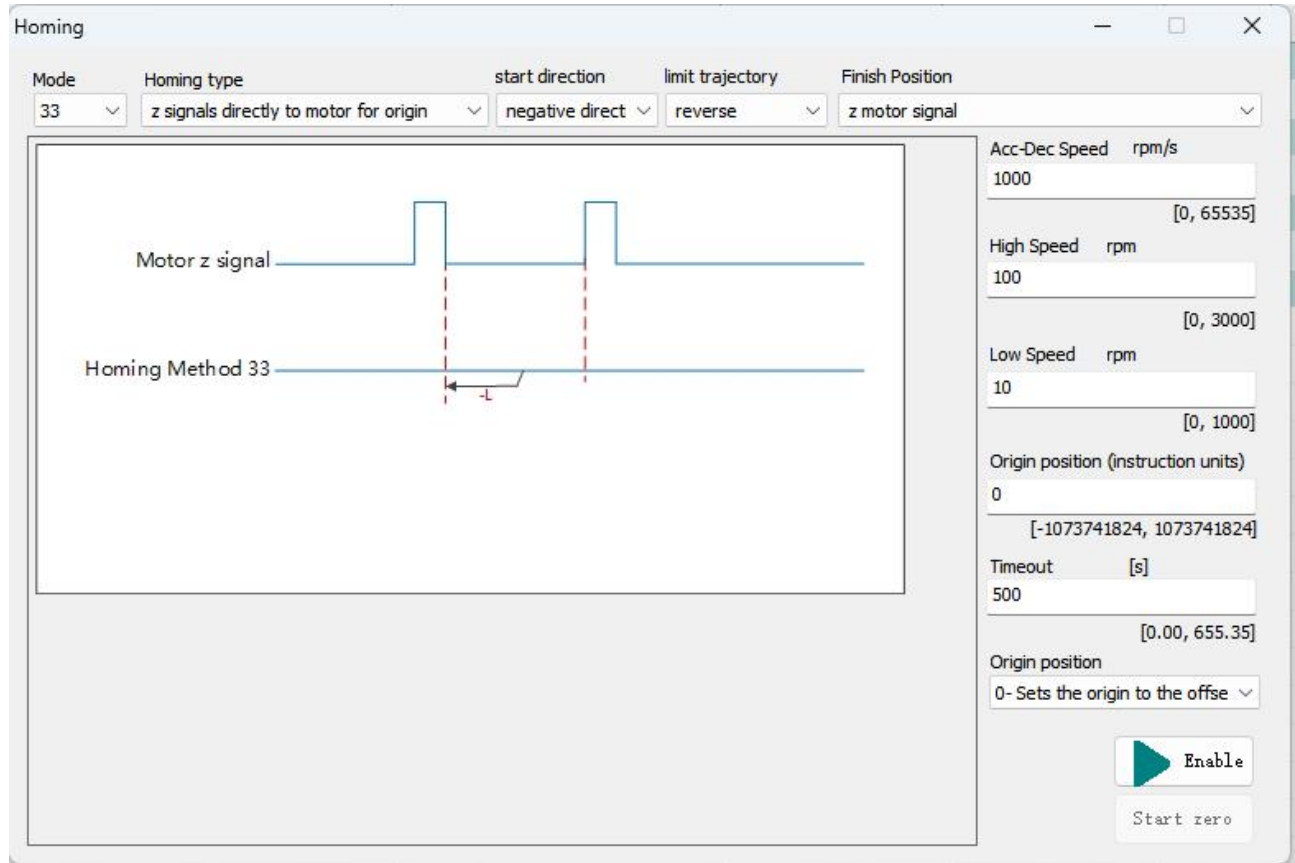 Homing
Mode Homing type start direction limit trajectory Finish Position
33 z signals directly to motor for origin negative direct reverse z motor signal
Acc-Dec Speed rpm/s
1000
[0, 65535]
High Speed rpm
100
[0, 3000]
Low Speed rpm
10
[0, 1000]
Origin position (instruction units)
0
[-1073741824, 1073741824]
Timeout [s]
500
[0.00, 655.35]
Origin position
0- Sets the origin to the offse
Enable
Start zero
Motor z signal
Homing Method 33
-L